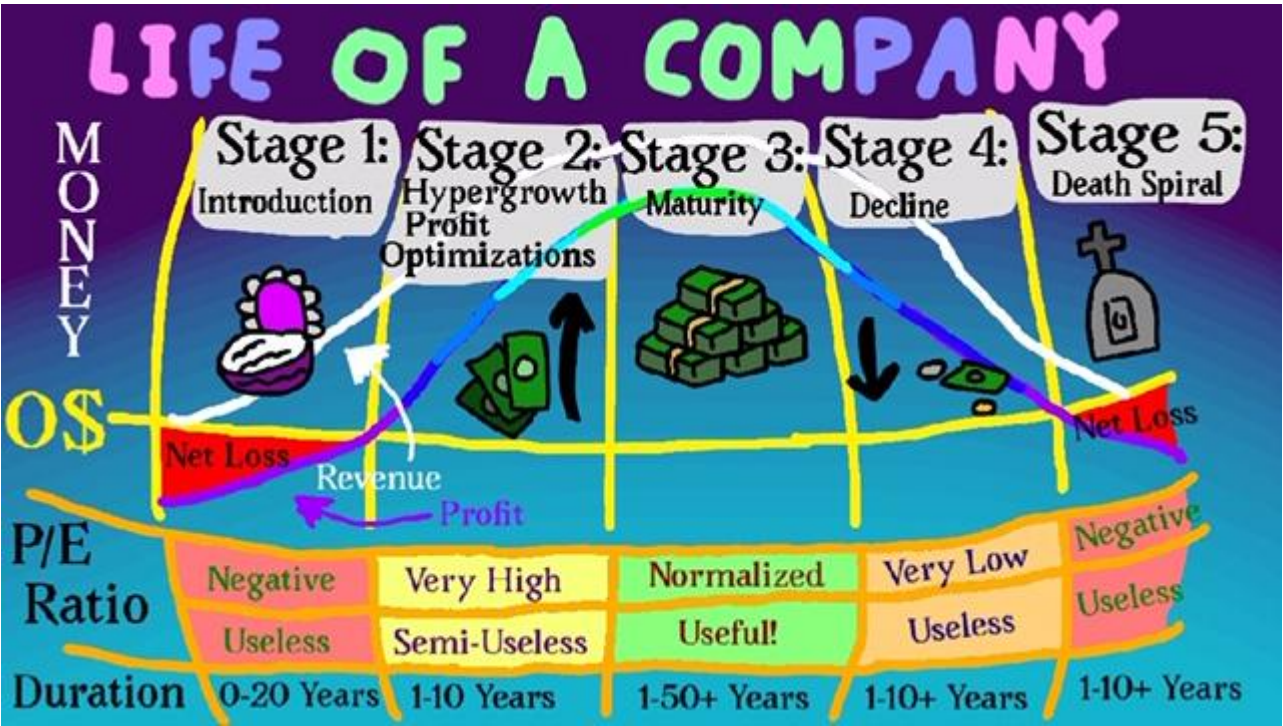 LIFE OF A COMPANY
MONEY
Stage 1:
Introduction
Stage 2:
Hypergrowth
Profit
Optimizations
Stage 3:
Maturity
Stage 4:
Decline
Stage 5:
Death Spiral
0$
Net Loss
Revenue
Profit
Net Loss
P/E
Ratio
Negative
Very High
Normalized
Very Low
Negative
Useless
Semi-Useless
Useful!
Useless
Useless
Duration
0-20 Years
1-10 Years
1-50+ Years
1-10+ Years
1-10+ Years